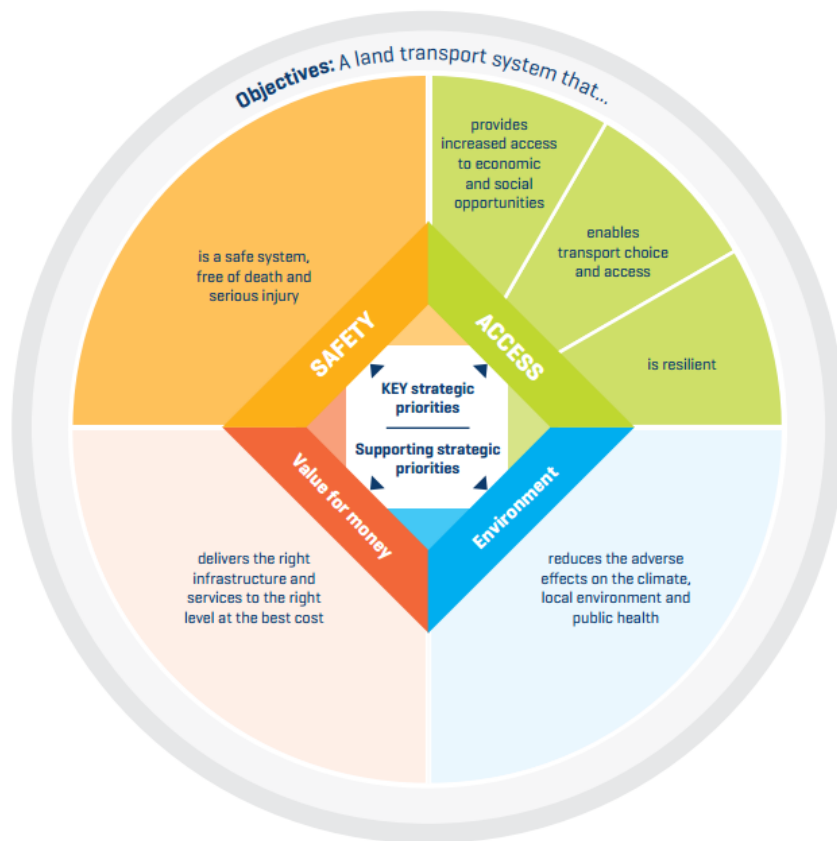 Objectives: A land transport system that...
provides
increased access
to economic
and social
opportunities
enables
transport choice
and access
is resilient
is a safe system,
free of death and
serious injury
SAFETY
ACCESS
KEY strategic
priorities
Supporting strategic
priorities
Value for money
Environment
delivers the right
infrastructure and
services to the right
level at the best cost
reduces the adverse
effects on the climate,
local environment and
public health